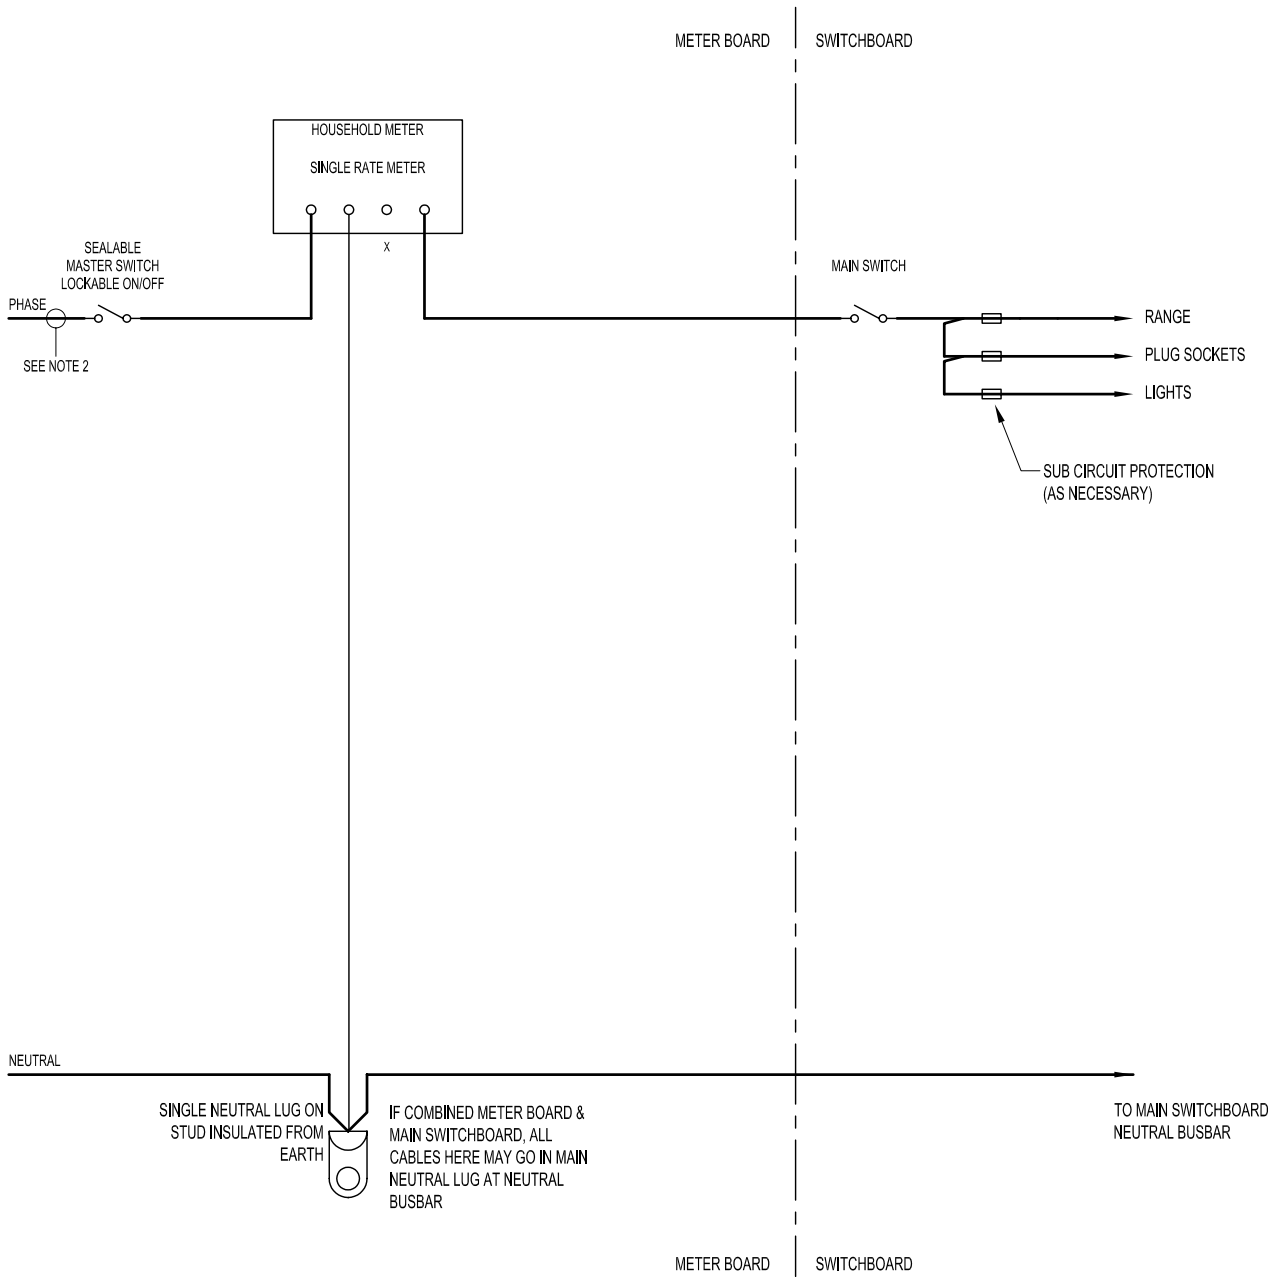 METER BOARD
SWITCHBOARD
HOUSEHOLD METER
SINGLE RATE METER
X
SEALABLE
MASTER SWITCH
LOCKABLE ON/OFF
PHASE
SEE NOTE 2
MAIN SWITCH
RANGE
PLUG SOCKETS
LIGHTS
SUB CIRCUIT PROTECTION
(AS NECESSARY)
NEUTRAL
SINGLE NEUTRAL LUG ON
STUD INSULATED FROM
EARTH
IF COMBINED METER BOARD &
MAIN SWITCHBOARD, ALL
CABLES HERE MAY GO IN MAIN
NEUTRAL LUG AT NEUTRAL
BUSBAR
TO MAIN SWITCHBOARD
NEUTRAL BUSBAR
METER BOARD
SWITCHBOARD